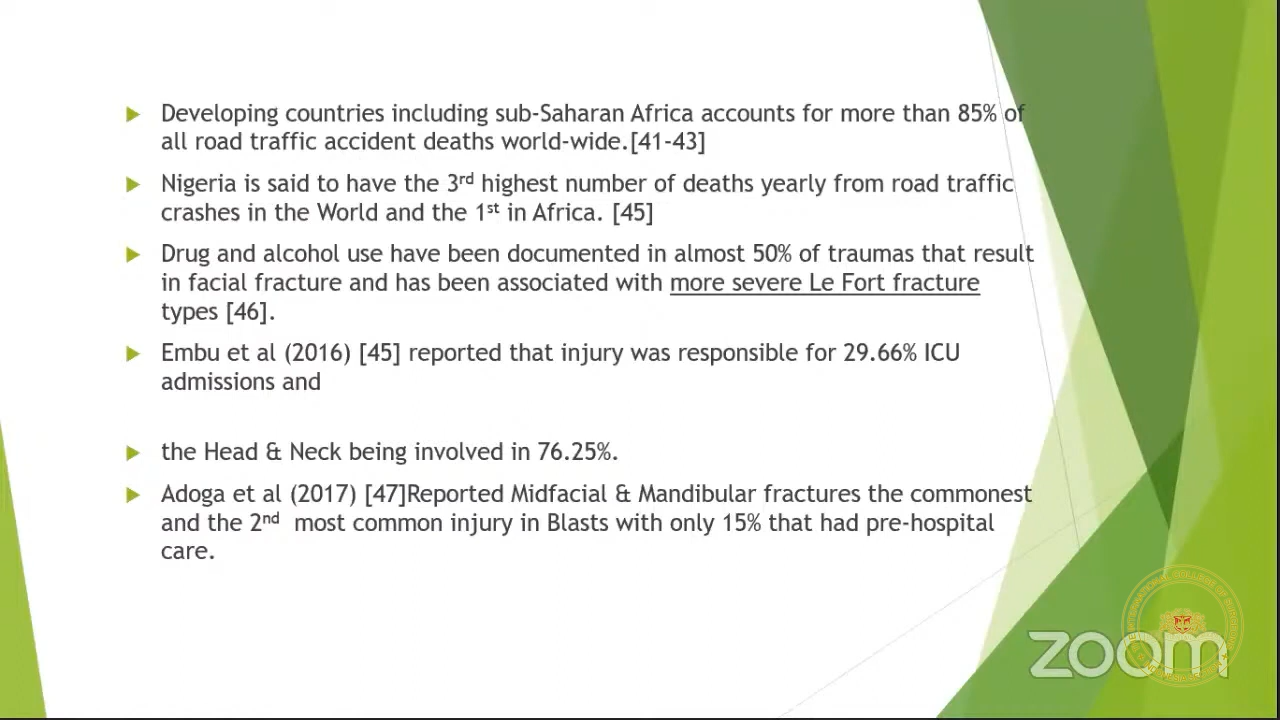 Developing countries including sub-Saharan Africa accounts for more than 85% of
all road traffic accident deaths world-wide.[41-43]
Nigeria is said to have the 3rd highest number of deaths yearly from road traffic
crashes in the World and the 1st in Africa. [45]
Drug and alcohol use have been documented in almost 50% of traumas that result
in facial fracture and has been associated with more severe Le Fort fracture
types [46].
Embu et al (2016) [45] reported that injury was responsible for 29.66% ICU
admissions and
the Head & Neck being involved in 76.25%.
Adoga et al (2017) [47]Reported Midfacial & Mandibular fractures the commonest
and the 2nd  most common injury in Blasts with only 15% that had pre-hospital
care.
zoom